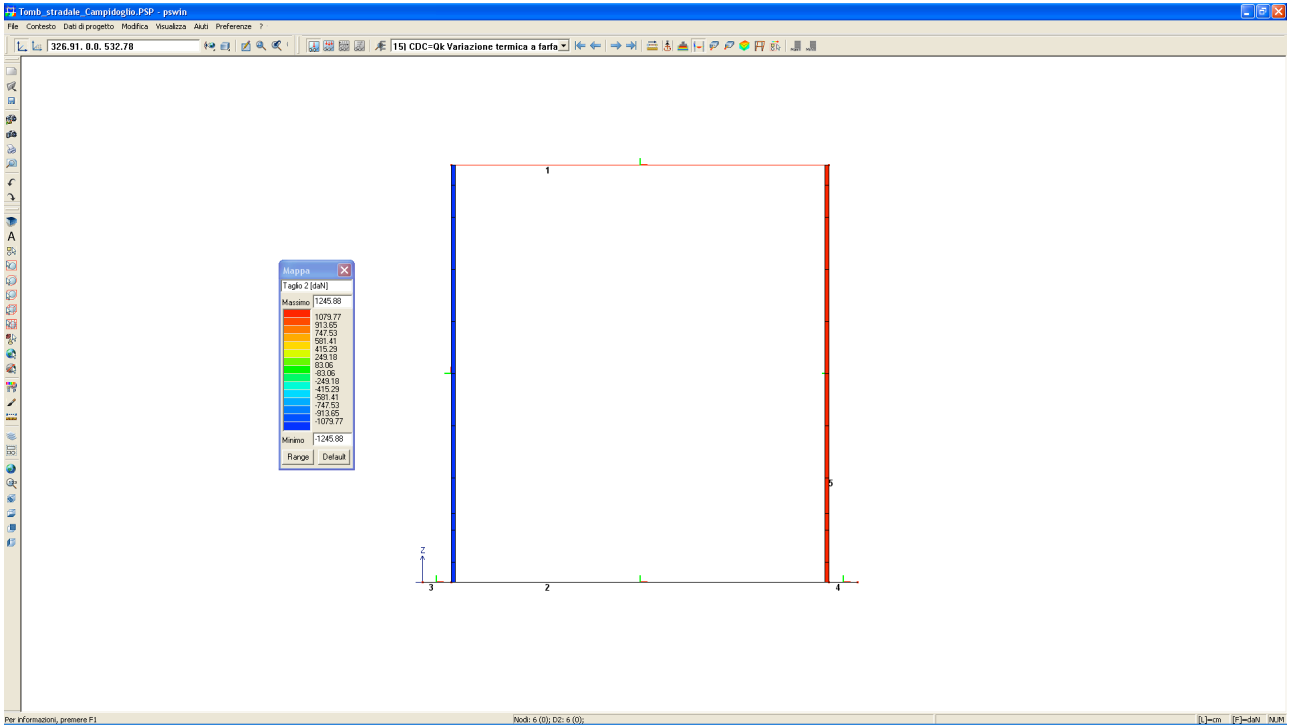 Tomb_stradale_Campidoglio.PSP - pswin
File Contesto Dati di progetto Modifica Visualizza Aiuti Preferenze ?
326.91. 0.0. 532.78
15) CDC=Qk Variazione termica a farfa
A
1
Mappa
Taglio 2 [daN]
Massimo 1245.88
1079.77
913.65
747.53
581.41
415.29
249.18
83.06
-83.06
-249.18
-415.29
-581.41
-747.53
-913.65
-1079.77
Minimo -1245.88
Range Default
5
Z
3 2 4
Per informazioni, premere F1 Nodi: 6 (0); D2: 6 (0); [L]=cm [F]=daN NUM